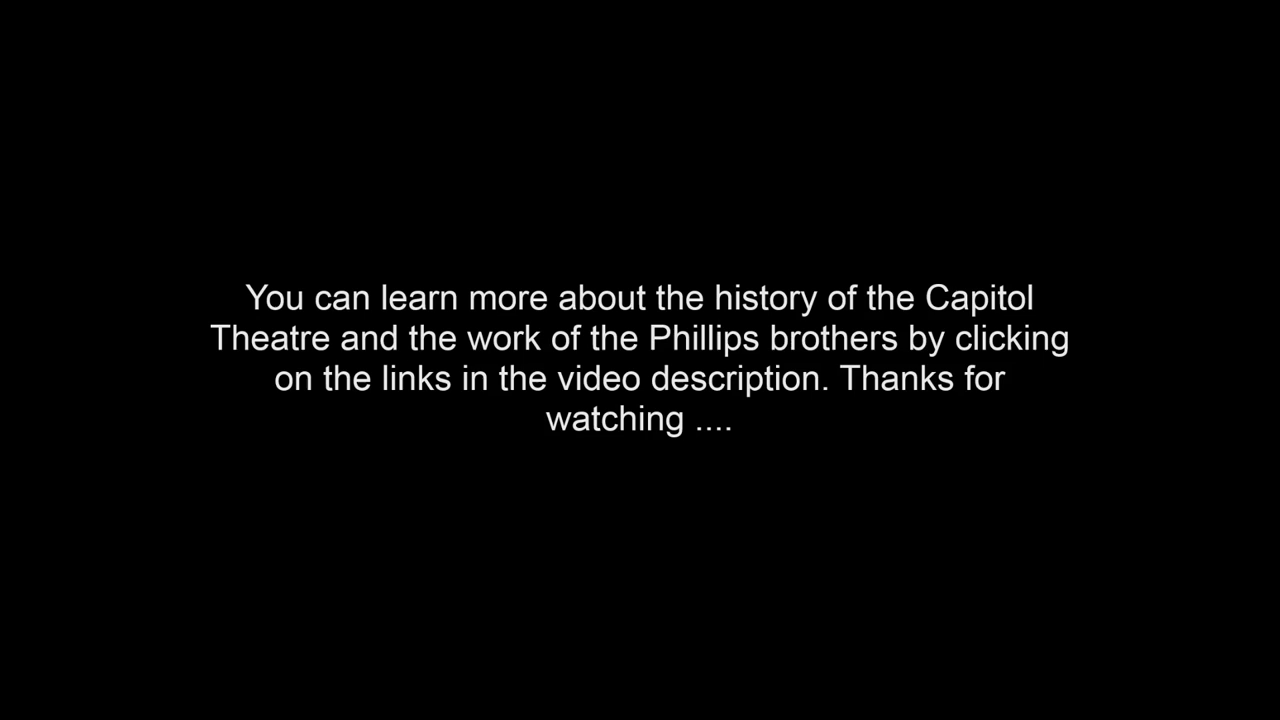 You can learn more about the history of the Capitol
Theatre and the work of the Phillips brothers by clicking
on the links in the video description. Thanks for
watching ....